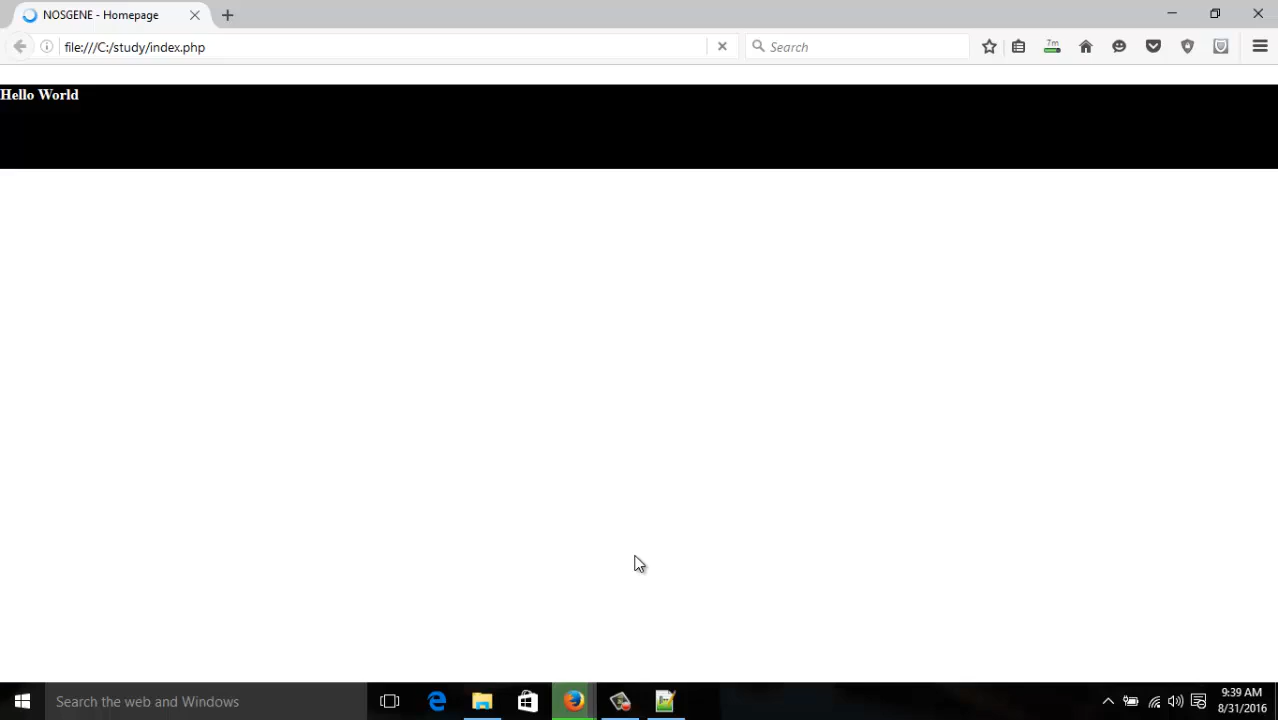 NOSGENE - Homepage
file:///C:/study/index.php
Search
7m
Hello World
Search the web and Windows
9:39 AM
8/31/2016